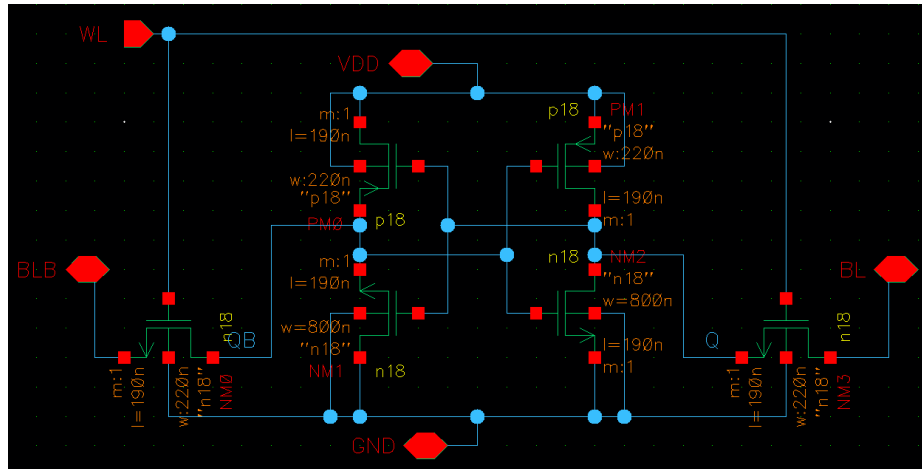 WL
VDD
m:1
l=190n
w:220n
"p18"
PM0
p18
p18
PM1
"p18"
w:220n
l=190n
m:1
BLB
m:1
l=190n
w=800n
"n18"
NM1
n18
n18
NM2
"n18"
w=800n
l=190n
m:1
BL
n18
QB
m:1
l=190n
w:220n
"n18"
NM0
Q
n18
m:1
l=190n
w:220n
"n18"
NM3
GND